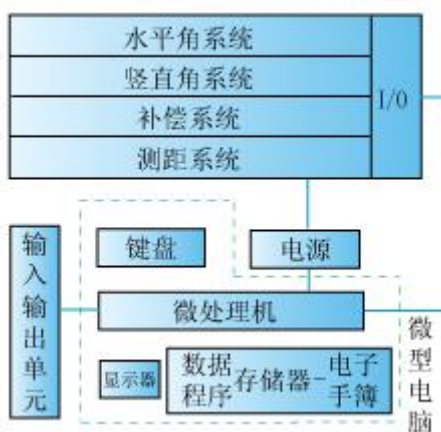 水平角系统
竖直角系统
补偿系统
测距系统
I/0
输入输出单元
键盘
电源
微处理机
显示器
数据
程序
存储器-
电子
手簿
微型电脑